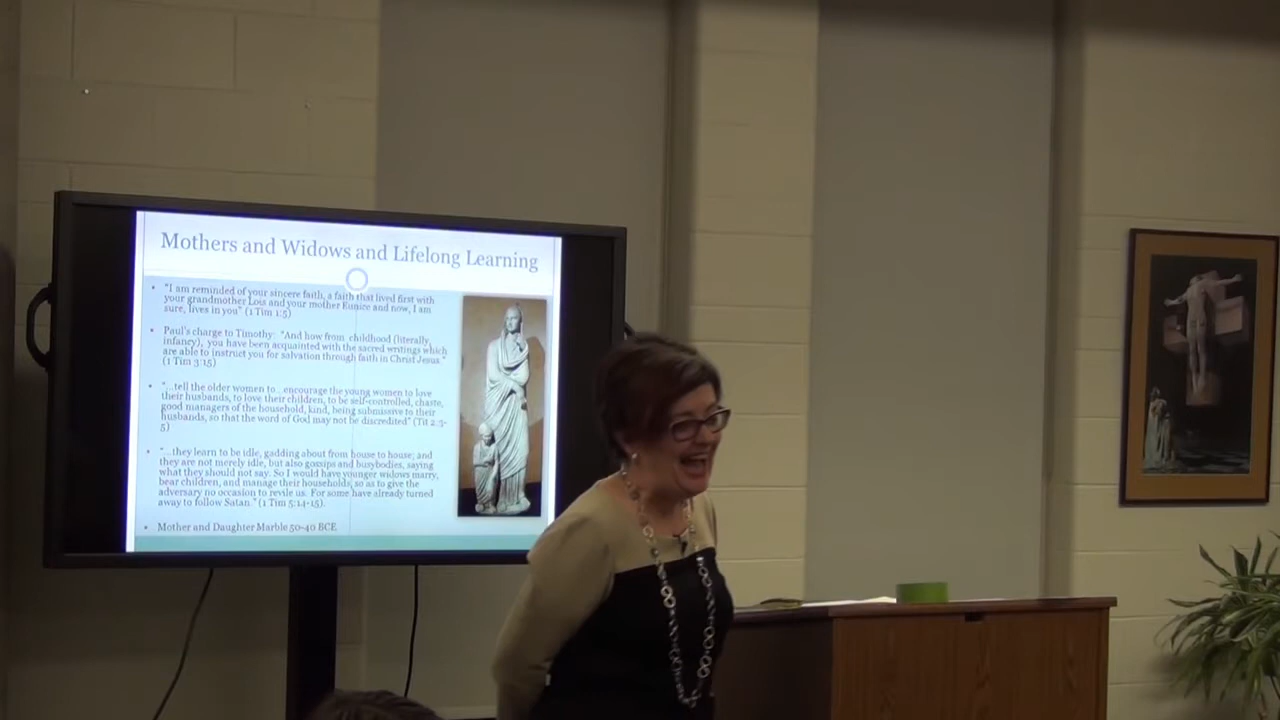 Mothers and Widows and Lifelong Learning
• "I am reminded of your sincere faith, a faith that lived first with
your grandmother Lois and your mother Eunice and now, I am
sure, lives in you" (1 Tim 1:5)
• Paul's charge to Timothy: "And how from childhood (literally,
infancy), you have been acquainted with the sacred writings which
are able to instruct you for salvation through faith in Christ Jesus."
(1 Tim 3:15)
• "...tell the older women to...encourage the young women to love
their husbands, to love their children, to be self-controlled, chaste,
good managers of the household, kind, being submissive to their
husbands, so that the word of God may not be discredited" (Tit 2:3-
5)
• "...they learn to be idle, gadding about from house to house; and
they are not merely idle, but also gossips and busybodies, saying
what they should not say. So I would have younger widows marry,
bear children, and manage their households, so as to give the
adversary no occasion to revile us. For some have already turned
away to follow Satan." (1 Tim 5:14-15).
• Mother and Daughter Marble 50-40 BCE